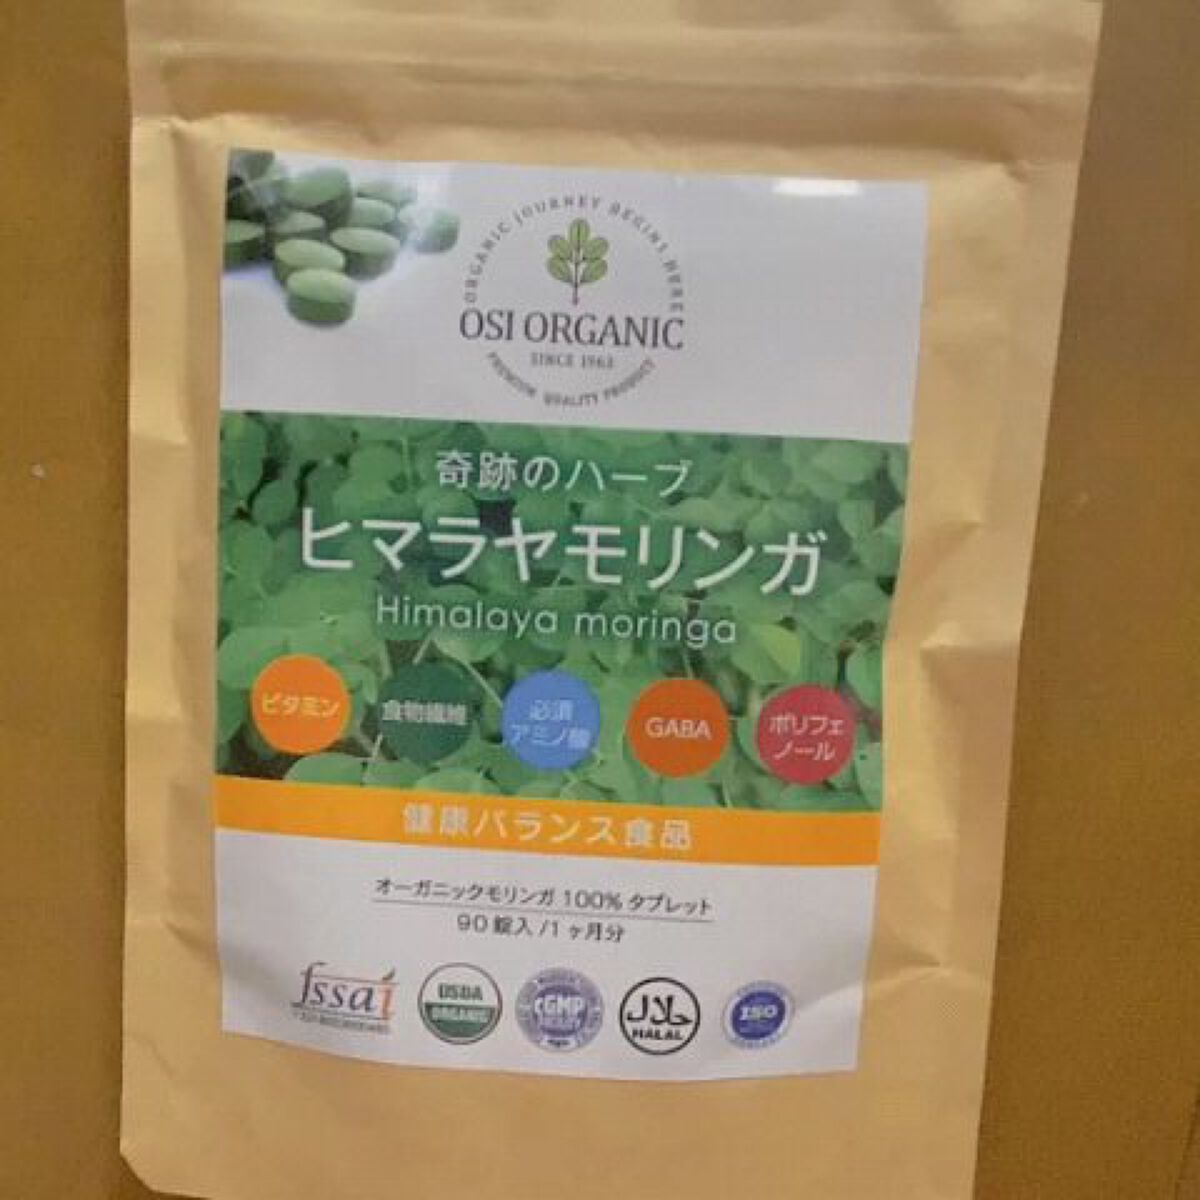 ORGANIC JOURNEY BEGINS HERE
OSI ORGANIC
SINCE 1963
PREMIUM QUALITY PRODUCT
奇跡のハーブ
ヒマラヤモリンガ
Himalaya moringa
ビタミン
食物繊維
必須
アミノ酸
GABA
ポリフェ
ノール
健康バランス食品
オーガニックモリンガ 100% タブレット
90 錠入 /1 ヶ月分
fssai
USDA
ORGANIC
cGMP
حلال
HALAL
ISO